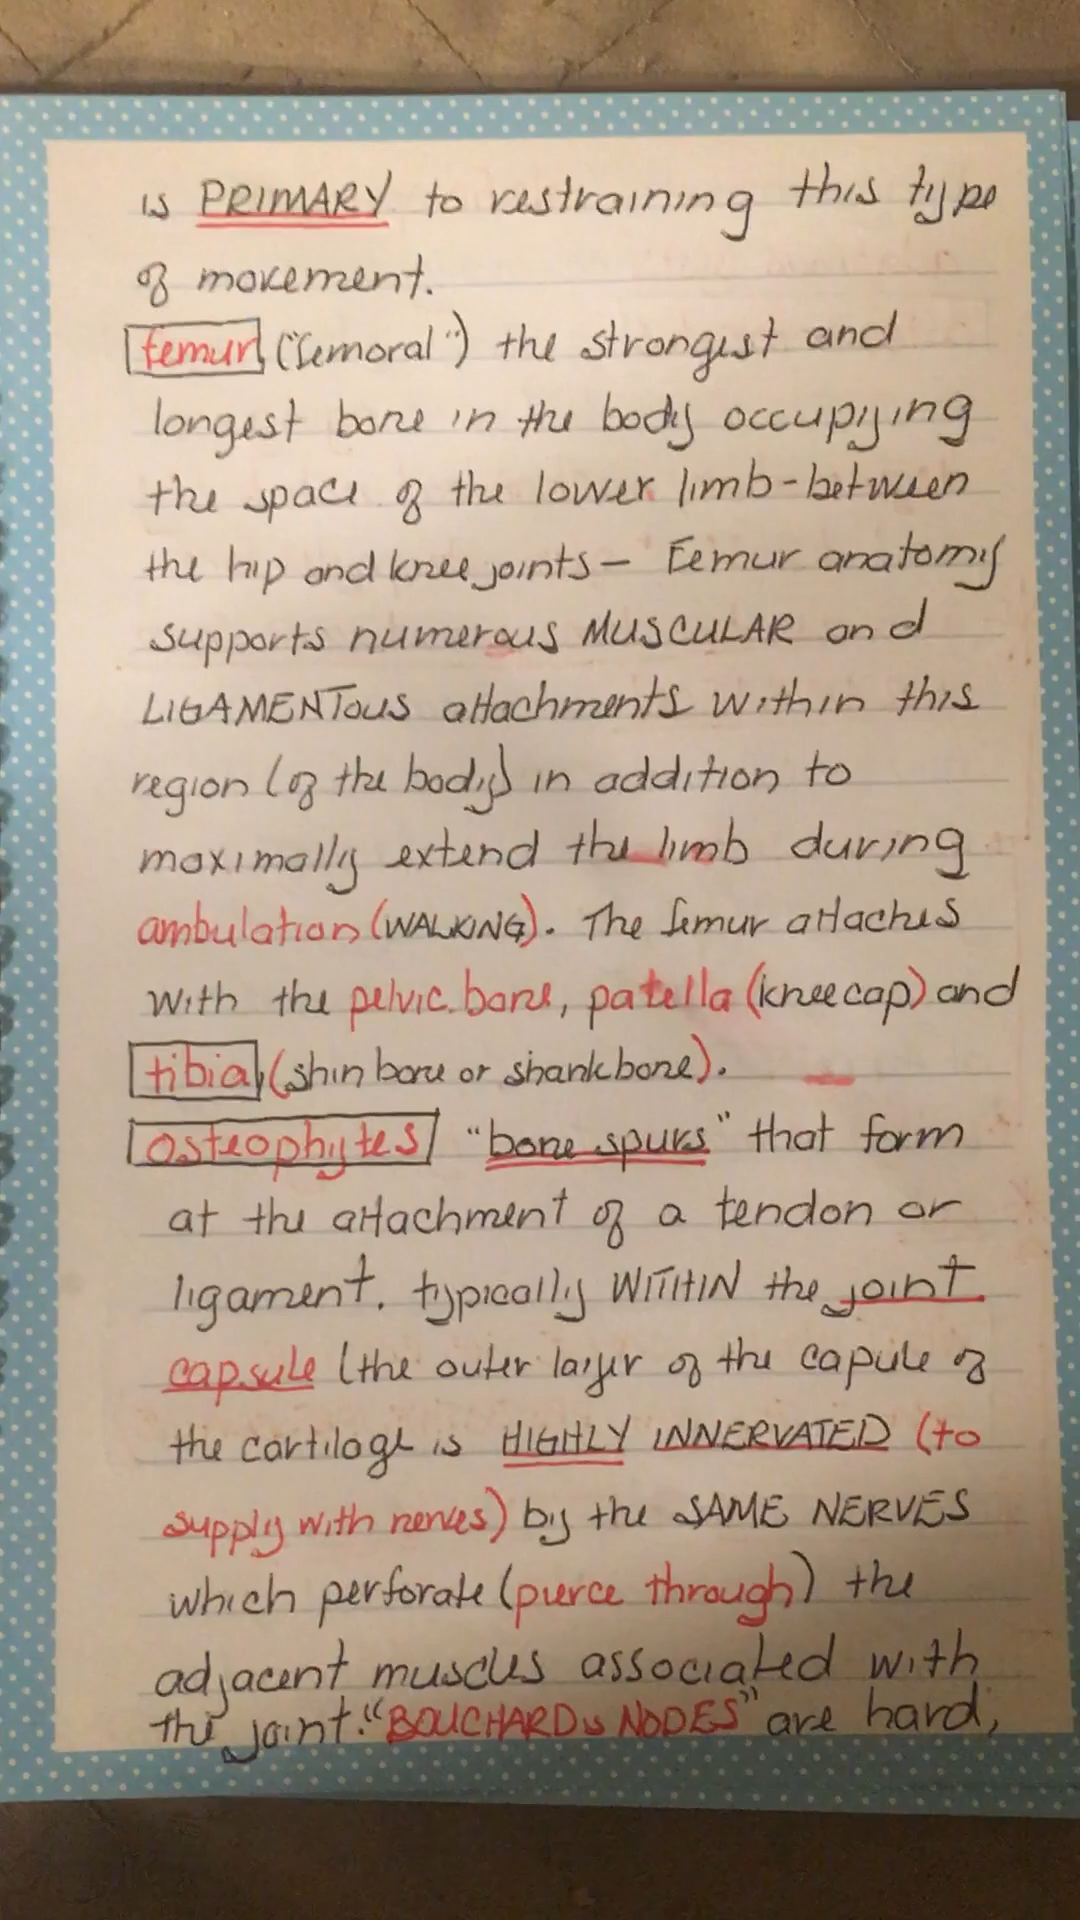 is PRIMARY to restraining this type
of movement.
femur, ("femoral") the strongest and
longest bone in the body occupying
the space of the lower limb-between
the hip and knee joints- Femur anatomy
supports numerous MUSCULAR and
LIGAMENTous attachments within this
region (of the body) in addition to
maximally extend the limb during
ambulation (WALKING). The femur attaches
with the pelvic bone, patella (kneecap) and
tibia, (shin bone or shankbone).
Osteophytes "bone spurs" that form
at the attachment of a tendon or
ligament. typically WITHIN the joint
capsule (the outer layer of the capule of
the cartilage is HIGHLY INNERVATED (to
supply with nerves) by the SAME NERVES
which perforate (pierce through) the
adjacent muscles associated with
the joint. "BOUCHARDs NODES" are hard,